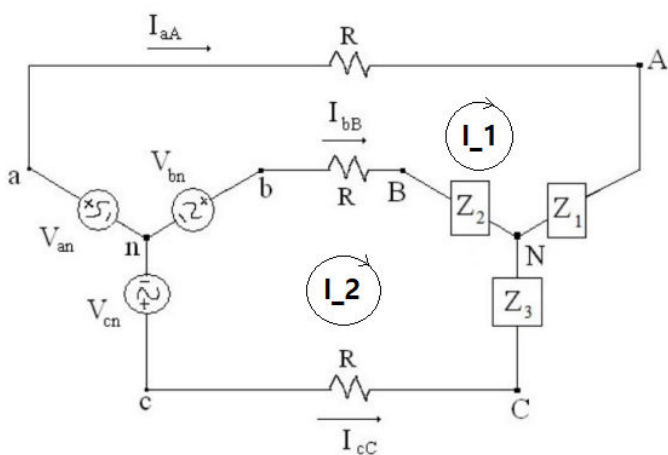 I_aA
R
A
I_bB
I_1
a
V_bn
b
R
B
Z_2
Z_1
V_an
n
N
V_cn
I_2
Z_3
R
c
C
I_cC